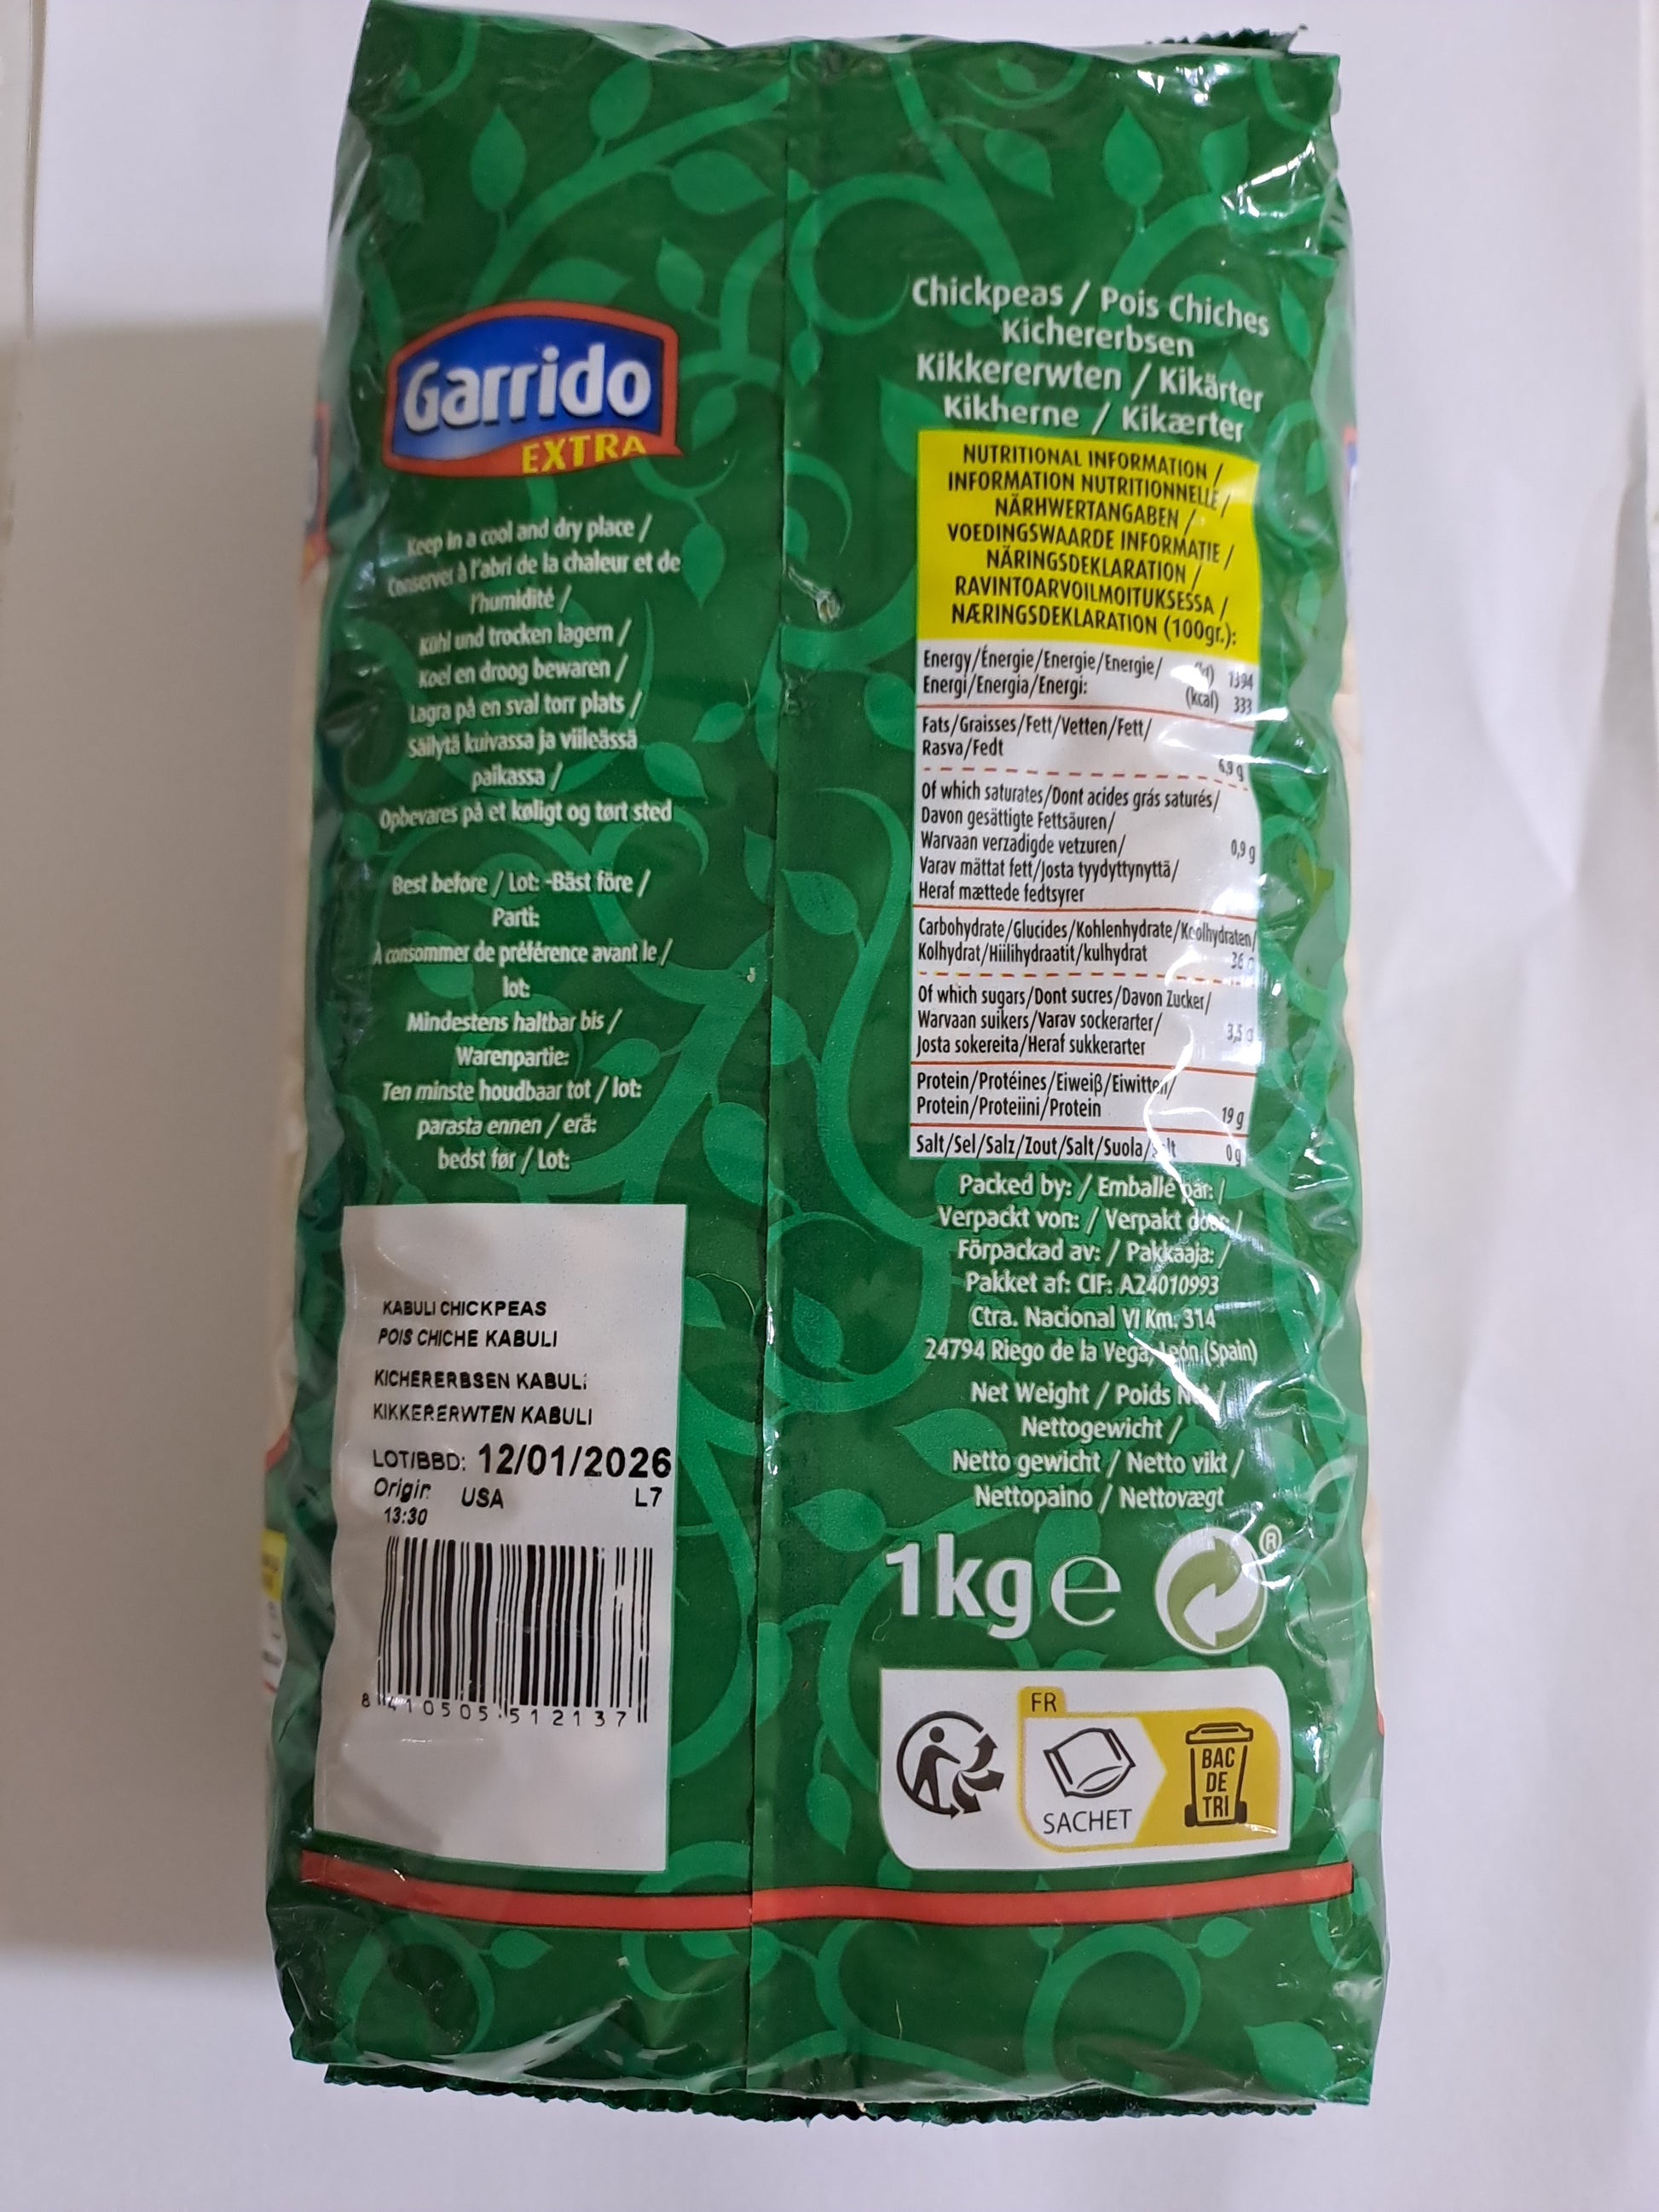 Garrido
EXTRA
Keep in a cool and dry place /
Conserver à l'abri de la chaleur et de
l'humidité /
Kühl und trocken lagern /
Koel en droog bewaren /
Lagra på en sval torr plats /
Säilytä kuivassa ja viileässä
paikassa /
Opbevares på et køligt og tørt sted
Best before / Lot: -Bäst före /
Parti:
À consommer de préférence avant le /
lot:
Mindestens haltbar bis /
Warenpartie:
Ten minste houdbaar tot / lot:
parasta ennen / erä:
bedst før / Lot:
KABULI CHICKPEAS
POIS CHICHE KABULI
KICHERERBSEN KABULI
KIKKERERWTEN KABULI
LOT/BBD: 12/01/2026
Origin USA L7
13:30
8 410505 512137
Chickpeas / Pois Chiches
Kichererbsen
Kikkererwten / Kikärter
Kikherne / Kikærter
NUTRITIONAL INFORMATION /
INFORMATION NUTRITIONNELLE /
NÄRHWERTANGABEN /
VOEDINGSWAARDE INFORMATIE /
NÄRINGSDEKLARATION /
RAVINTOARVOILMOITUKSESSA /
NÆRINGSDEKLARATION (100gr.):
Energy/Énergie/Energie/Energie/ (kJ) 1394
Energi/Energia/Energi: (kcal) 333
Fats/Graisses/Fett/Vetten/Fett/
Rasva/Fedt 6,9 g
Of which saturates/Dont acides grás saturés/
Davon gesättigte Fettsäuren/
Warvaan verzadigde vetzuren/ 0,9 g
Varav mättat fett/Josta tyydyttynyttä/
Heraf mættede fedtsyrer
Carbohydrate/Glucides/Kohlenhydrate/Koolhydraten/
Kolhydrat/Hiilihydraatit/kulhydrat 36 g
Of which sugars/Dont sucres/Davon Zucker/
Warvaan suikers/Varav sockerarter/ 3,5 g
Josta sokereita/Heraf sukkerarter
Protein/Protéines/Eiweiβ/Eiwitten/
Protein/Proteiini/Protein 19 g
Salt/Sel/Salz/Zout/Salt/Suola/ 0 g
Packed by: / Emballé par: /
Verpackt von: / Verpakt door: /
Förpackad av: / Pakkaaja: /
Pakket af: CIF: A24010993
Ctra. Nacional VI Km. 314
24794 Riego de la Vega, León (Spain)
Net Weight / Poids Net /
Nettogewicht /
Netto gewicht / Netto vikt /
Nettopaino / Nettovægt
1kg e ®
FR
SACHET
BAC
DE
TRI